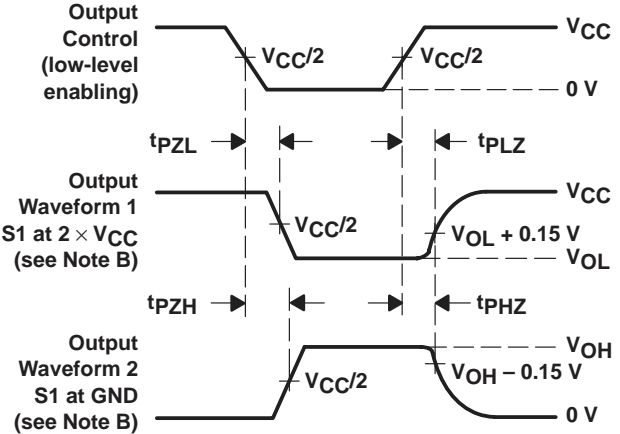 Output
Control
(low-level
enabling)
VCC/2
VCC/2
VCC
0 V
tPZL
tPLZ
Output
Waveform 1
S1 at 2 × VCC
(see Note B)
VCC/2
VCC
VOL + 0.15 V
VOL
tPZH
tPHZ
Output
Waveform 2
S1 at GND
(see Note B)
VCC/2
VOH
VOH – 0.15 V
0 V